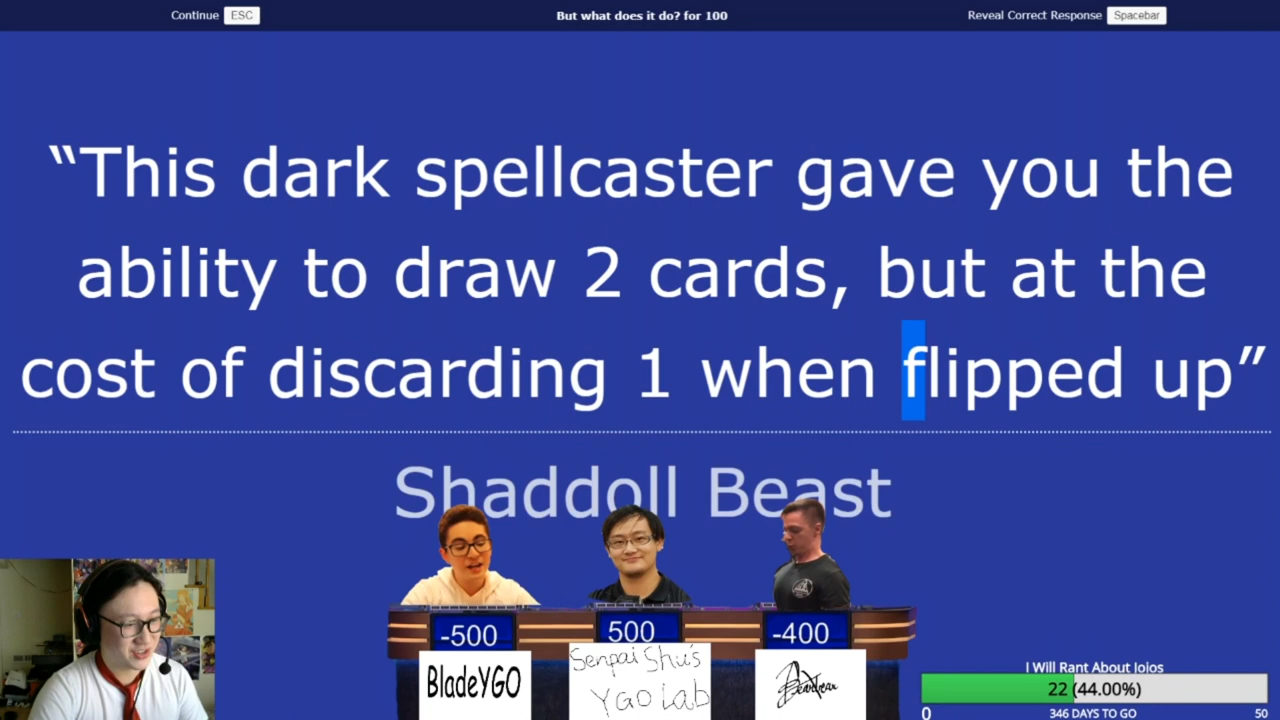 Continue ESC
But what does it do? for 100
Reveal Correct Response Spacebar
“This dark spellcaster gave you the
ability to draw 2 cards, but at the
cost of discarding 1 when flipped up”
Shaddoll Beast
-500
500
-400
BladeYGO
Senpai Shu's
YGO Lab
I Will Rant About Jojos
22 (44.00%)
0
346 DAYS TO GO
50